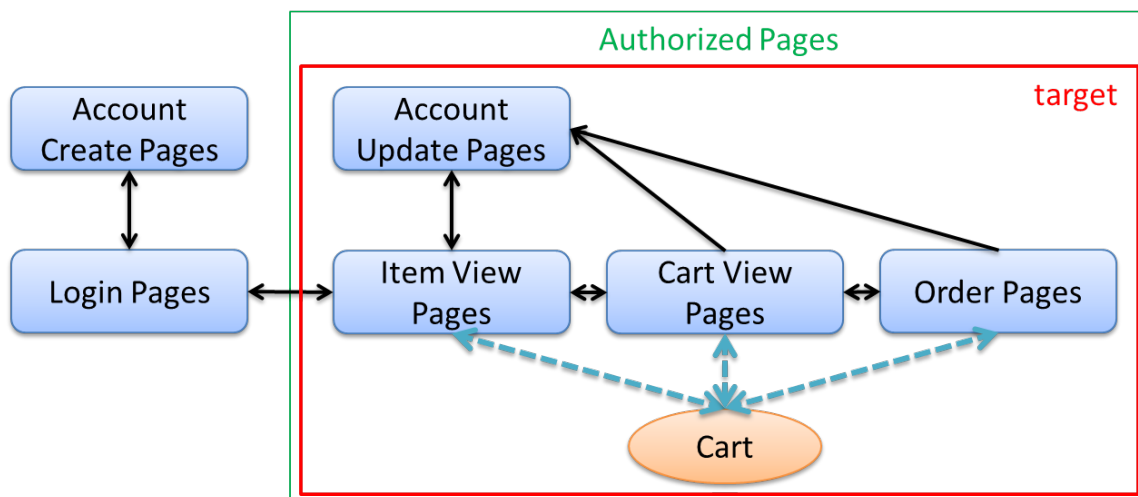 Authorized Pages
target
Account
Create Pages
Account
Update Pages
Login Pages
Item View
Pages
Cart View
Pages
Order Pages
Cart